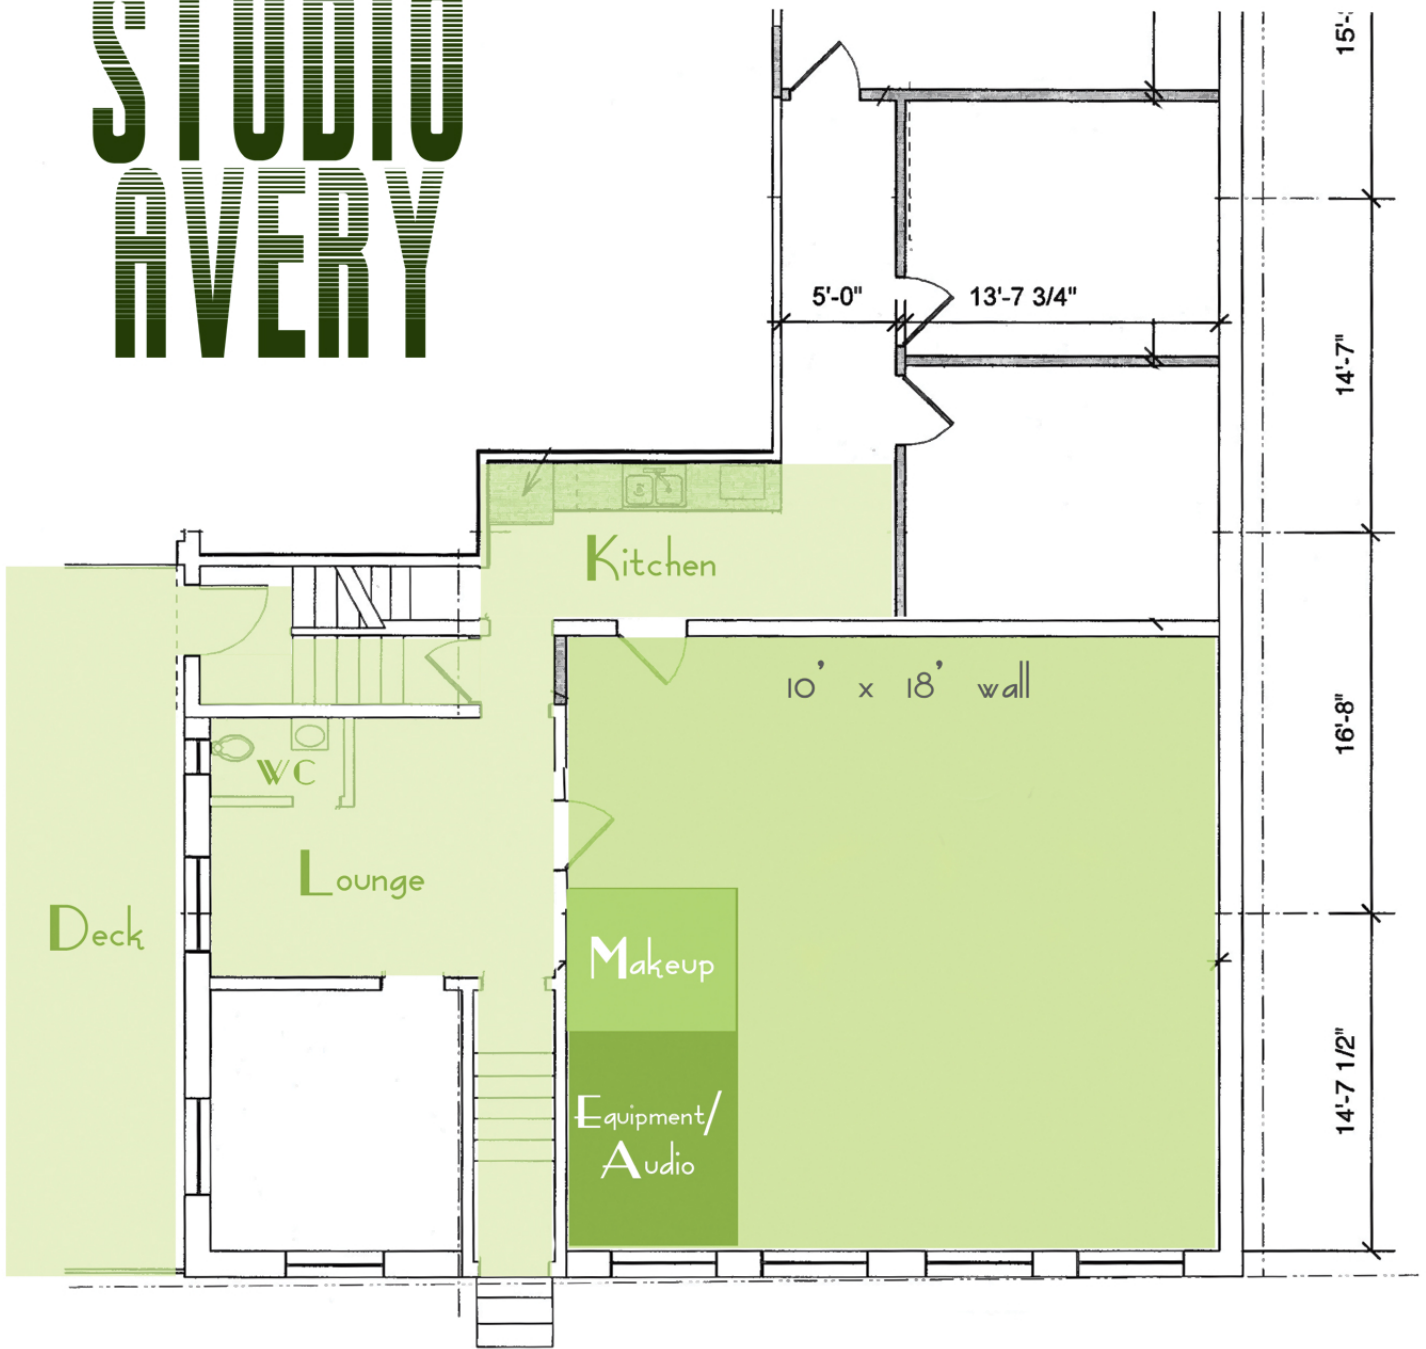 STUDIO
AVERY
5'-0"
13'-7 3/4"
14'-7"
Kitchen
10' x 18' wall
16'-8"
WC
Lounge
Deck
Makeup
Equipment/
Audio
14'-7 1/2"